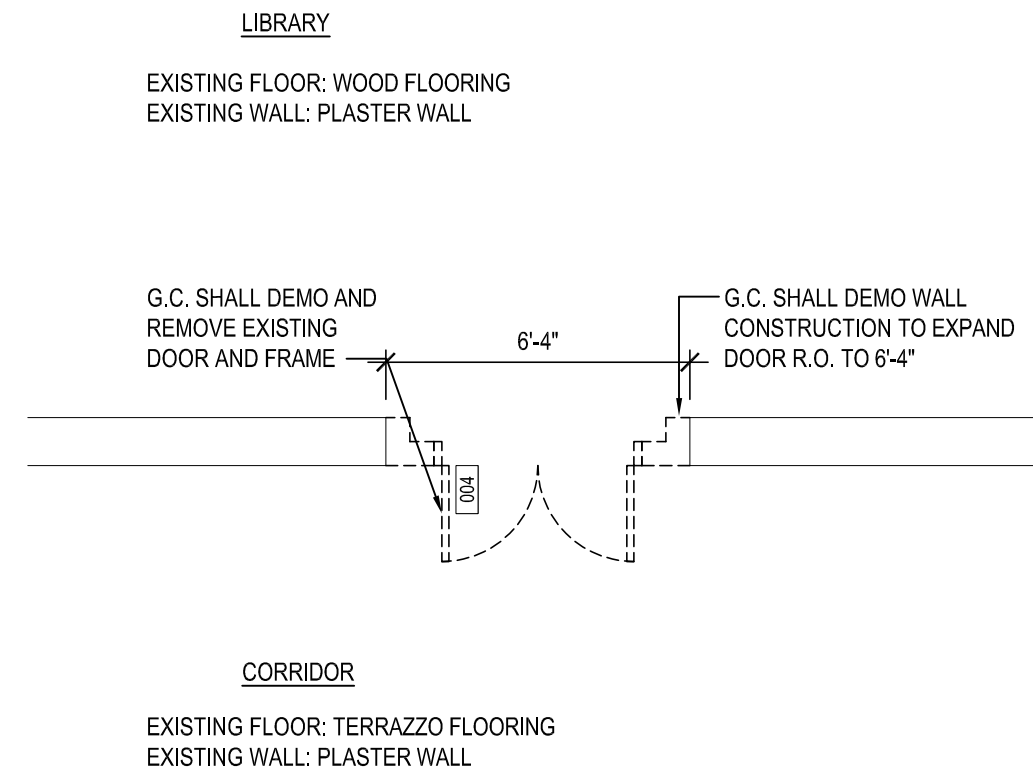 LIBRARY
EXISTING FLOOR: WOOD FLOORING
EXISTING WALL: PLASTER WALL
G.C. SHALL DEMO AND
REMOVE EXISTING
DOOR AND FRAME
6'-4"
G.C. SHALL DEMO WALL
CONSTRUCTION TO EXPAND
DOOR R.O. TO 6'-4"
004
CORRIDOR
EXISTING FLOOR: TERRAZZO FLOORING
EXISTING WALL: PLASTER WALL